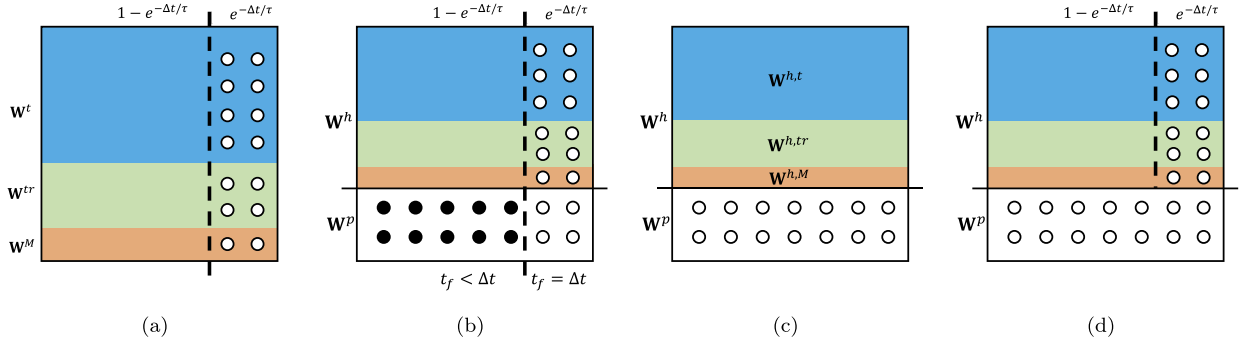 1 − e^{−Δt/τ} e^{−Δt/τ}
W^t
W^{tr}
W^M
(a)
1 − e^{−Δt/τ} e^{−Δt/τ}
W^h
W^p
t_f < Δt t_f = Δt
(b)
W^h
W^{h,t}
W^{h,tr}
W^{h,M}
W^p
(c)
1 − e^{−Δt/τ} e^{−Δt/τ}
W^h
W^p
(d)